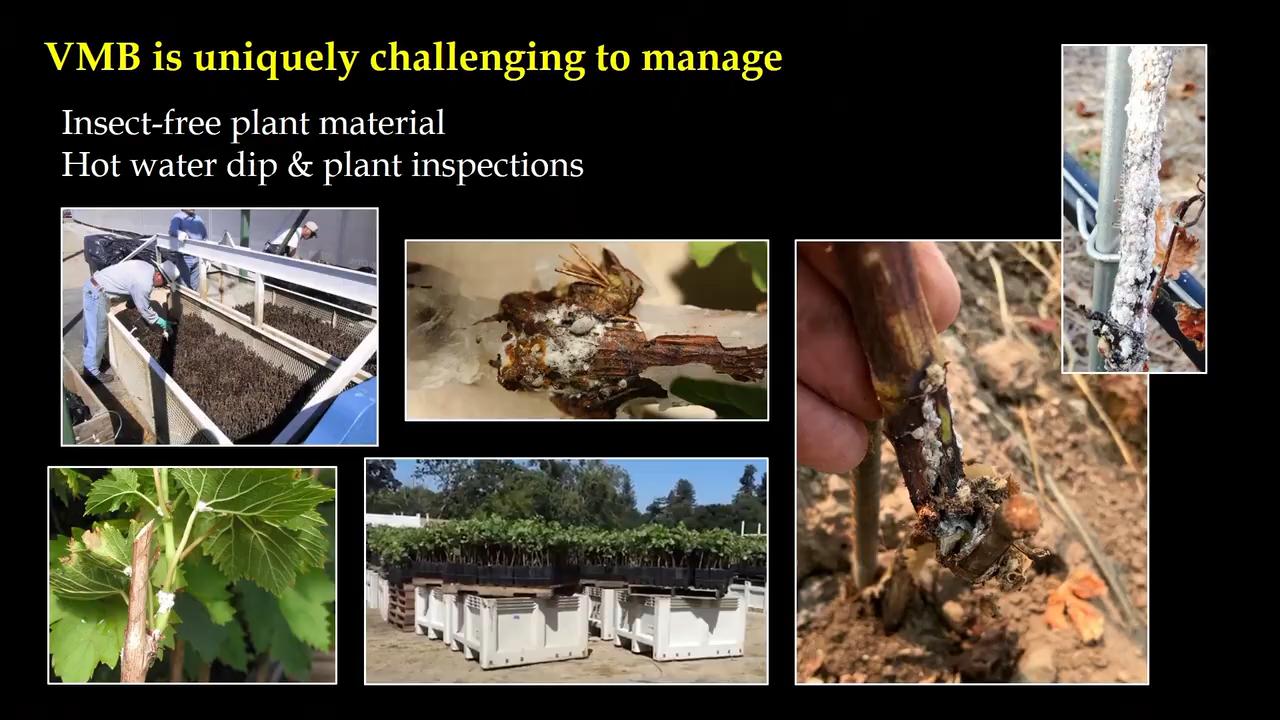 VMB is uniquely challenging to manage
Insect-free plant material
Hot water dip & plant inspections